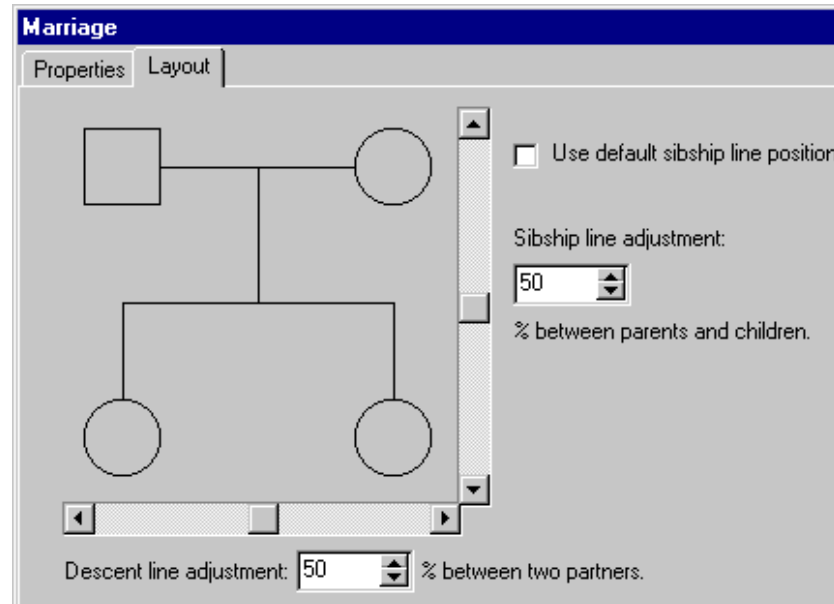 Marriage
Properties
Layout
Use default sibship line position
Sibship line adjustment:
50
% between parents and children.
Descent line adjustment: 50 % between two partners.